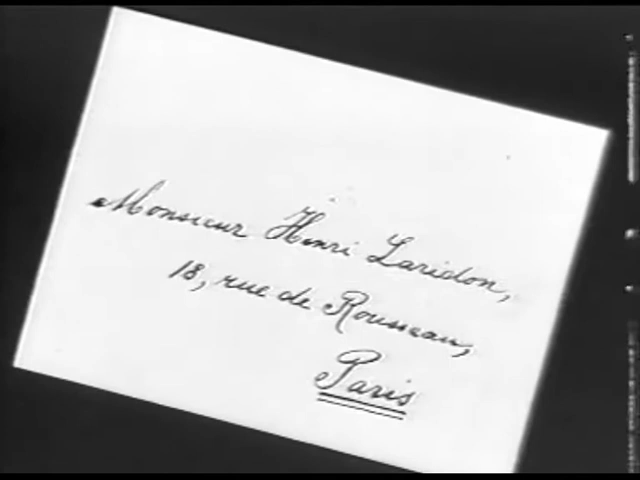 Monsieur Henri Laridon,
18, rue de Rousseau,
Paris